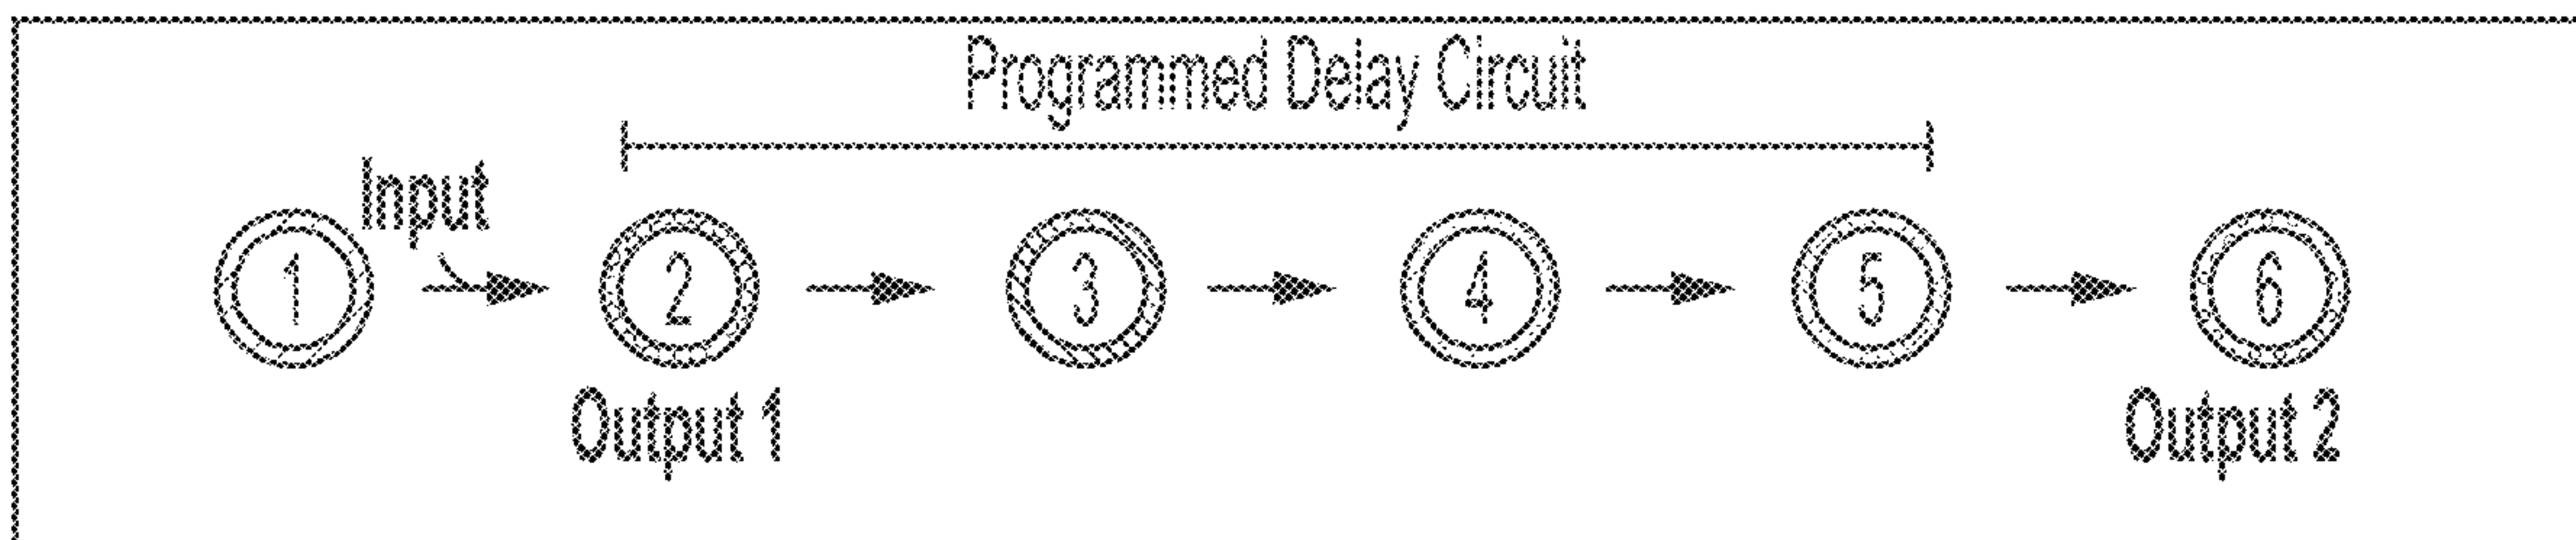 Programmed Delay Circuit
Input
1 2 3 4 5 6
Output 1 Output 2